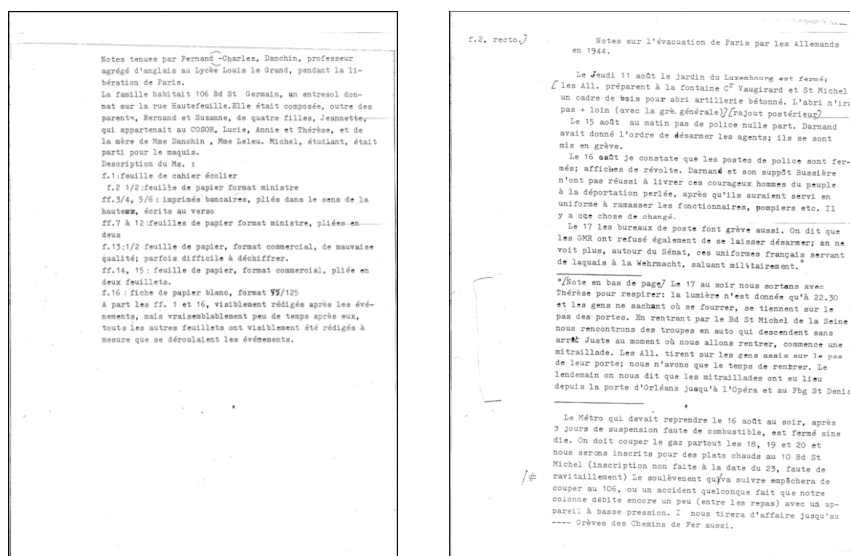 Notes tenues par Fernand -Charles, Danchin, professeur
agrégé d'anglais au Lycée Louis le Grand, pendant la li-
bération de Paris.
La famille habitait 106 Bd St Germain, un entresol don-
nant sur la rue Hautefeuille.Elle était composée, outre des
parents, Fernand et Suzanne, de quatre filles, Jeannette,
qui appartenait au COSOR, Lucie, Annie et Thérèse, et de
la mère de Mme Danchin , Mme Leleu. Michel, étudiant, était
parti pour le maquis.
Description du Ms. :
f.1:feuille de cahier écolier
f.2 1/2:feuille de papier format ministre
ff.3/4, 5/6 : imprimés bancaires, pliés dans le sens de la
hauteur, écrits au verso
ff.7 à 12:feuilles de papier format ministre, pliées en
deux
f.13:1/2 feuille de papier, format commercial, de mauvaise
qualité; parfois difficile à déchiffrer.
ff.14, 15 : feuille de papier, format commercial, pliée en
deux feuillets.
f.16 : fiche de papier blanc, format 95/125
A part les ff. 1 et 16, visiblement rédigés après les évé-
nements, mais vraisemblablement peu de temps après eux,
touts les autres feuillets ont visiblement été rédigés à
mesure que se déroulaient les événements.
f.2, recto.]
Notes sur l'évacuation de Paris par les Allemands
en 1944.
Le Jeudi 11 août le jardin du Luxembourg est fermé;
[ les All. préparent à la fontaine Cr Vaugirard et St Michel
un cadre de bois pour abri artillerie bétonné. L'abri n'ira
pas + loin (avec la grè générale)/[rajout postérieur]
Le 15 août au matin pas de police nulle part. Darnand
avait donné l'ordre de désarmer les agents; ils se sont
mis en grève.
Le 16 août je constate que les postes de police sont fer-
més; affiches de révolte. Darnand et son suppôt Bussière
n'ont pas réussi à livrer ces courageux hommes du peuple
à la déportation perlée, après qu'ils auraient servi en
uniforme à ramasser les fonctionnaires, pompiers etc. Il
y a qqe chose de changé.
Le 17 les bureaux de poste font grève aussi. On dit que
les GMR ont refusé également de se laisser désarmer; on ne
voit plus, autour du Sénat, ces uniformes français servant
de laquais à la Wehrmacht, saluant militairement.°
°[Note en bas de page] Le 17 au soir nous sortons avec
Thérèse pour respirer: la lumière n'est donnée qu'à 22.30
et les gens ne sachant où se fourrer, se tiennent sur le
pas des portes. En rentrant par le Bd St Michel de la Seine
nous rencontrons des troupes en auto qui descendent sans
arrêt Juste au moment où nous allons rentrer, commence une
mitraillade. Les All. tirent sur les gens assis sur le pas
de leur porte; nous n'avons que le temps de rentrer. Le
lendemain on nous dit que les mitraillades ont eu lieu
depuis la porte d'Orléans jusqu'à l'Opéra et au Fbg St Denis
Le Métro qui devait reprendre le 16 août au soir, après
3 jours de suspension faute de combustible, est fermé sine
die. On doit couper le gaz partout les 18, 19 et 20 et
nous serons inscrits pour des plats chauds au 10 Bd St
Michel (inscription non faite à la date du 23, faute de
/# ravitaillement) Le soulèvement qui/va suivre empêchera de
couper au 106, ou un accident quelconque fait que notre
colonne débite encore un peu (entre les repas) avec un ap-
pareil à basse pression. I nous tirera d'affaire jusqu'au
---- Grèves des Chemins de Fer aussi.